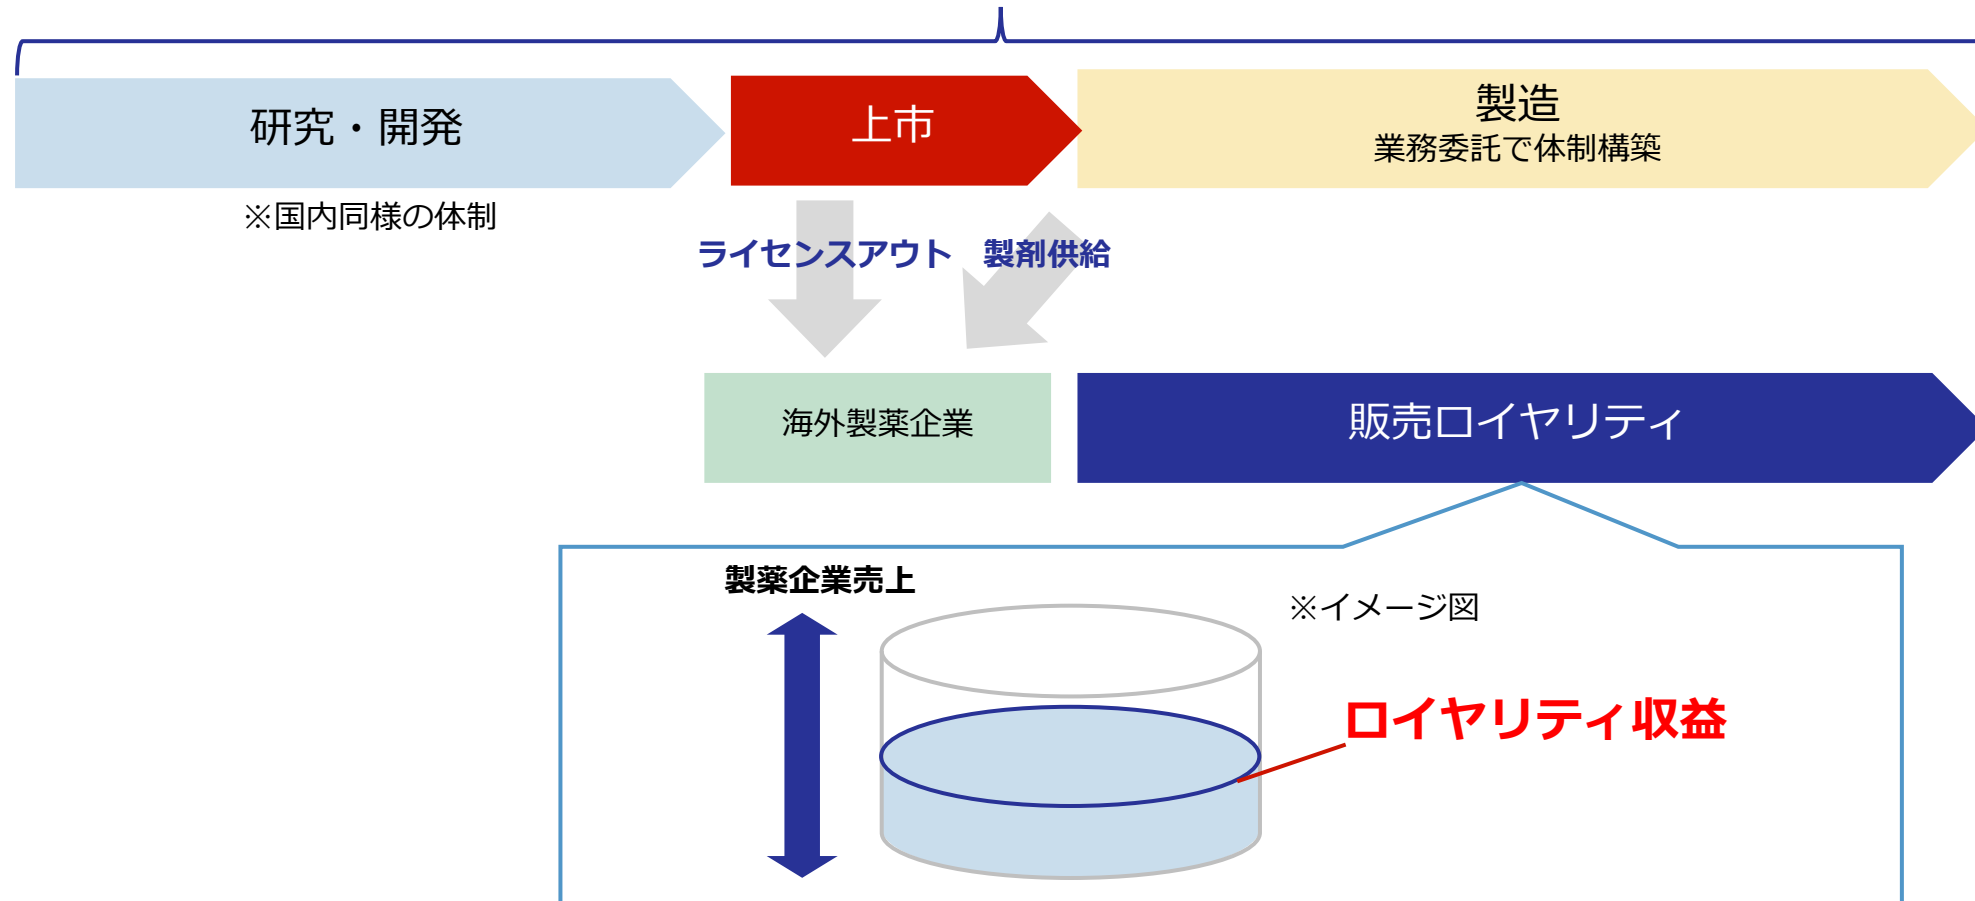 研究・開発
上市
製造
業務委託で体制構築
※国内同様の体制
ライセンスアウト　製剤供給
海外製薬企業
販売ロイヤリティ
製薬企業売上
※イメージ図
ロイヤリティ収益